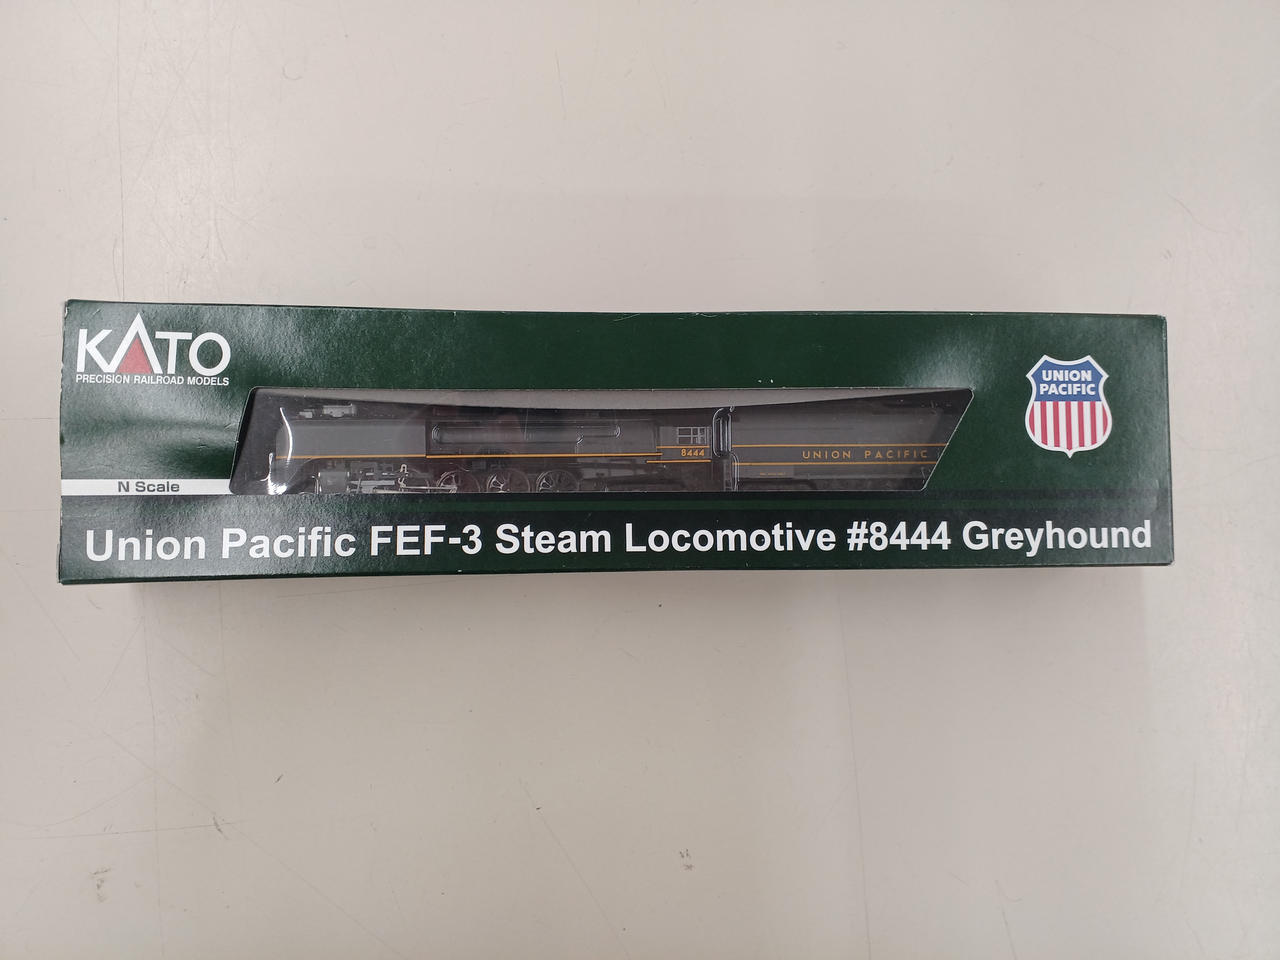 KATO
PRECISION RAILROAD MODELS
UNION
PACIFIC
8444
UNION PACIFIC
N Scale
Union Pacific FEF-3 Steam Locomotive #8444 Greyhound